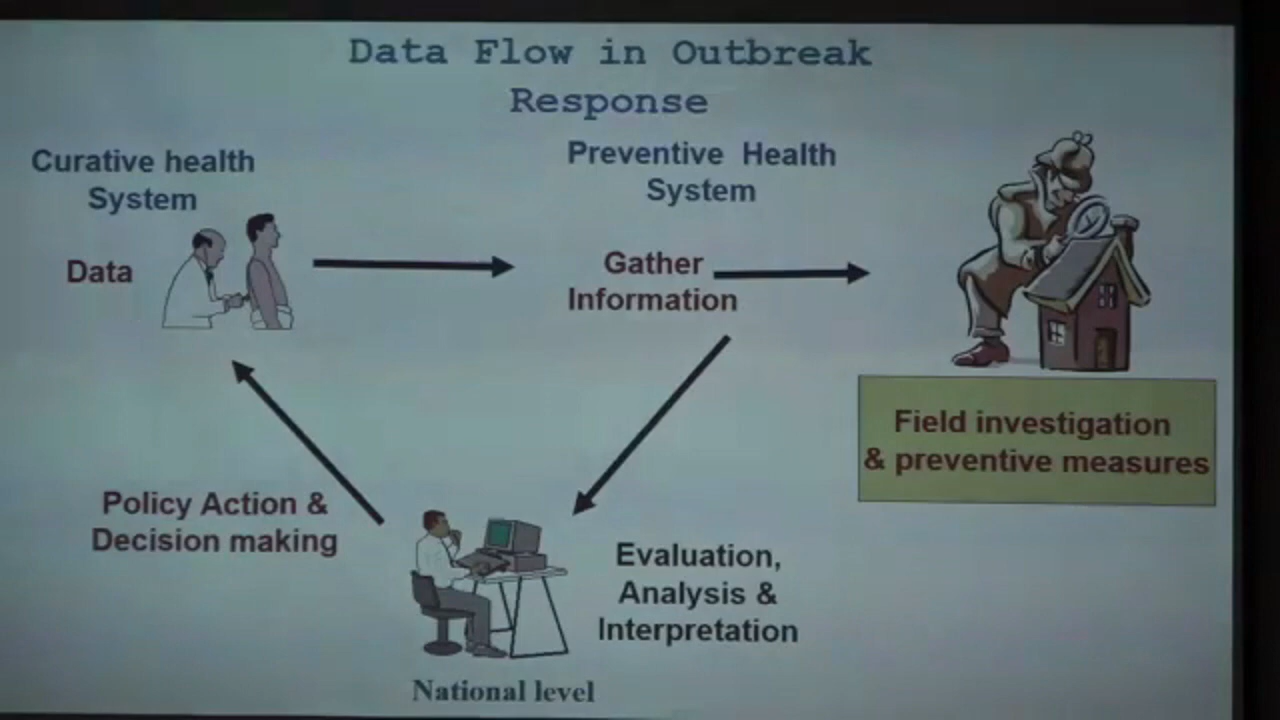 Data Flow in Outbreak
Response
Curative health
System
Preventive Health
System
Data
Gather
Information
Field investigation
& preventive measures
Policy Action &
Decision making
Evaluation,
Analysis &
Interpretation
National level